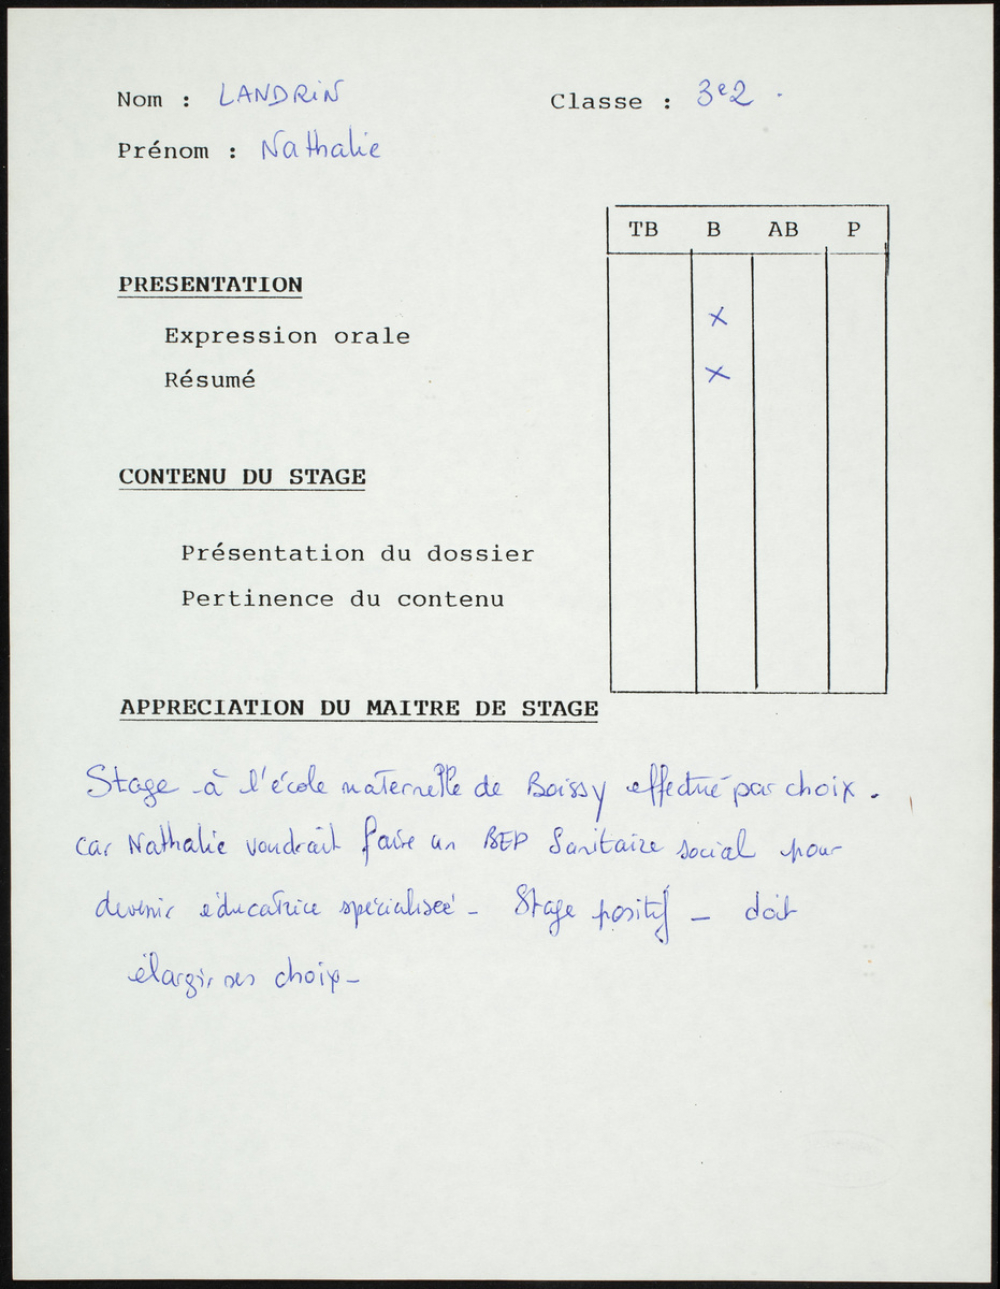 Nom : LANDRIN
Classe : 3e2 .
Prénom : Nathalie
TB B AB P
PRESENTATION
Expression orale X
Résumé X
CONTENU DU STAGE
Présentation du dossier
Pertinence du contenu
APPRECIATION DU MAITRE DE STAGE
Stage à l'école maternelle de Boissy effectué par choix .
car Nathalie voudrait faire un BEP Sanitaire social pour
devenir éducatrice spécialisée - Stage positif - doit
élargir ses choix -